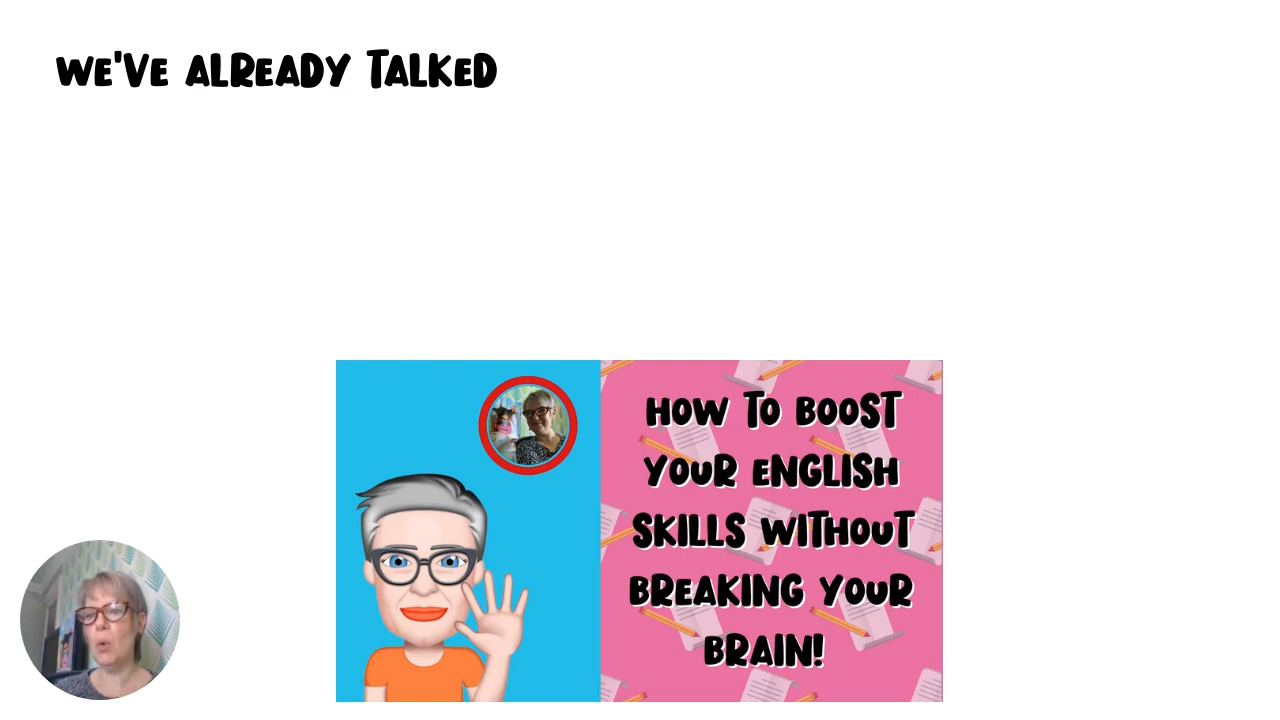 WE'VE ALREADY TALKED
HOW TO BOOST
YOUR ENGLISH
SKILLS WITHOUT
BREAKING YOUR
BRAIN!